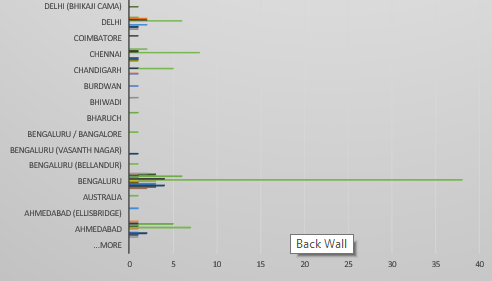 DELHI (BHIKAJI CAMA)
DELHI
COIMBATORE
CHENNAI
CHANDIGARH
BURDWAN
BHIWADI
BHARUCH
BENGALURU / BANGALORE
BENGALURU (VASANTH NAGAR)
BENGALURU (BELLANDUR)
BENGALURU
AUSTRALIA
AHMEDABAD (ELLISBRIDGE)
AHMEDABAD
...MORE
Back Wall
0 5 10 15 20 25 30 35 40